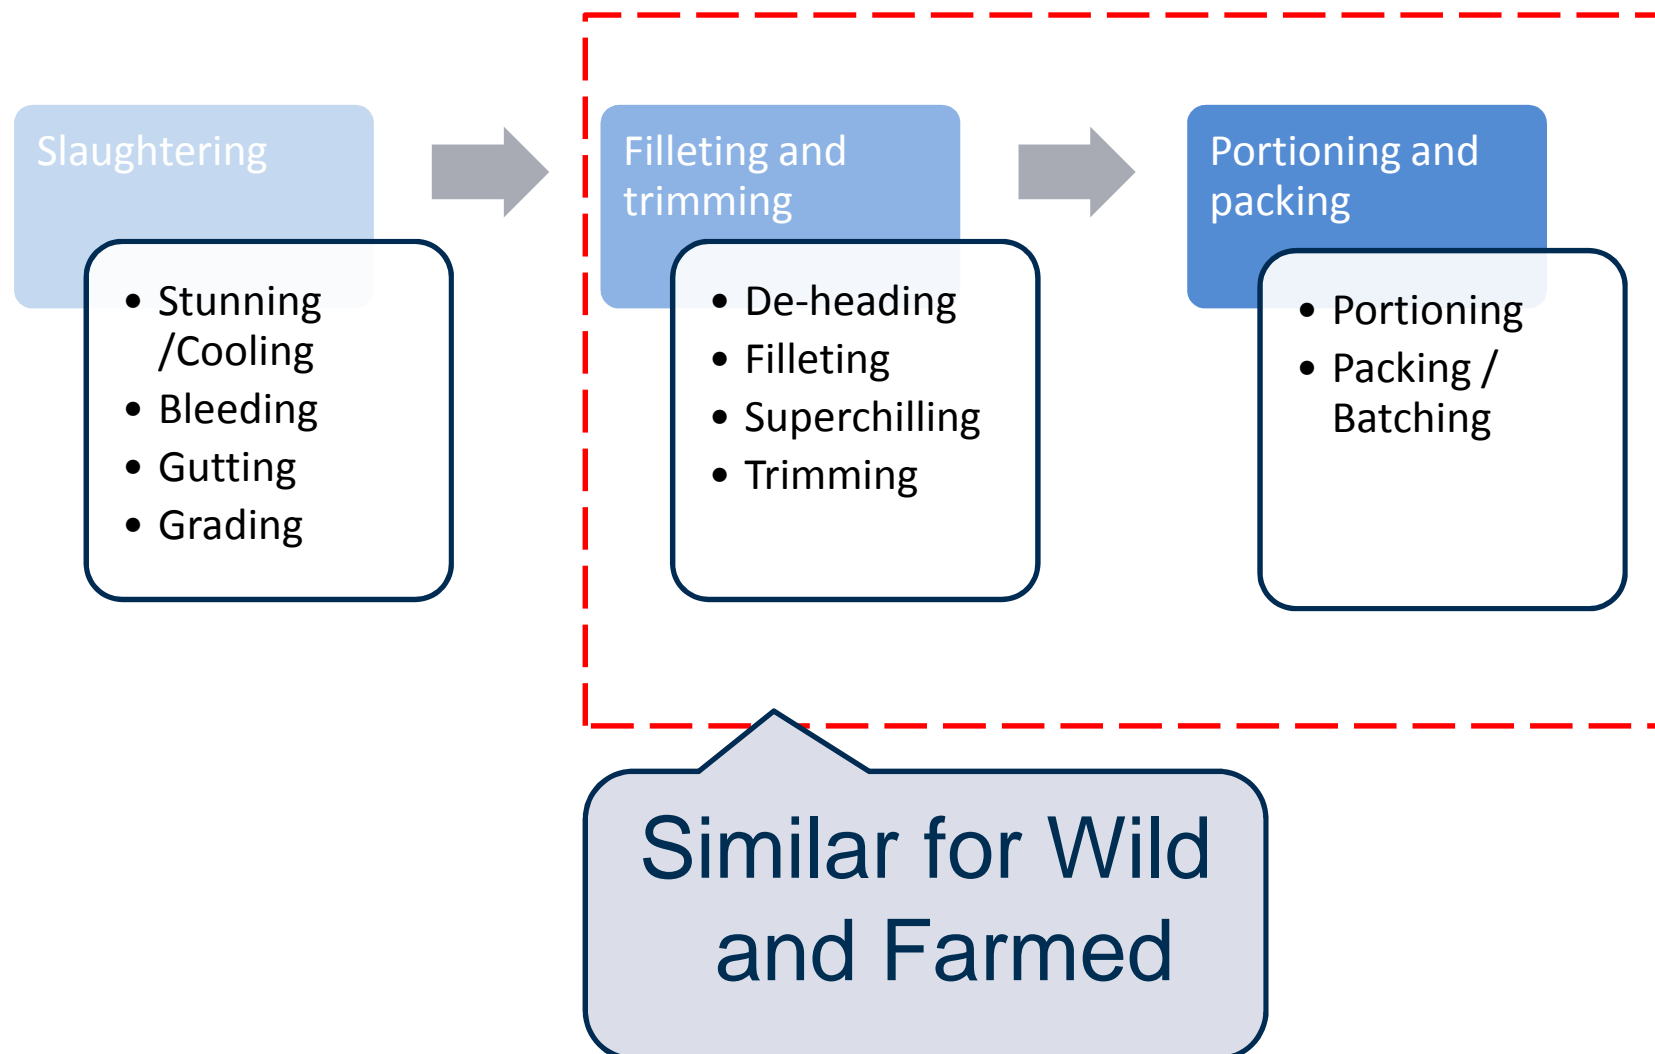 Slaughtering
• Stunning
/Cooling
• Bleeding
• Gutting
• Grading
Filleting and
trimming
• De-heading
• Filleting
• Superchilling
• Trimming
Portioning and
packing
• Portioning
• Packing /
Batching
Similar for Wild
and Farmed